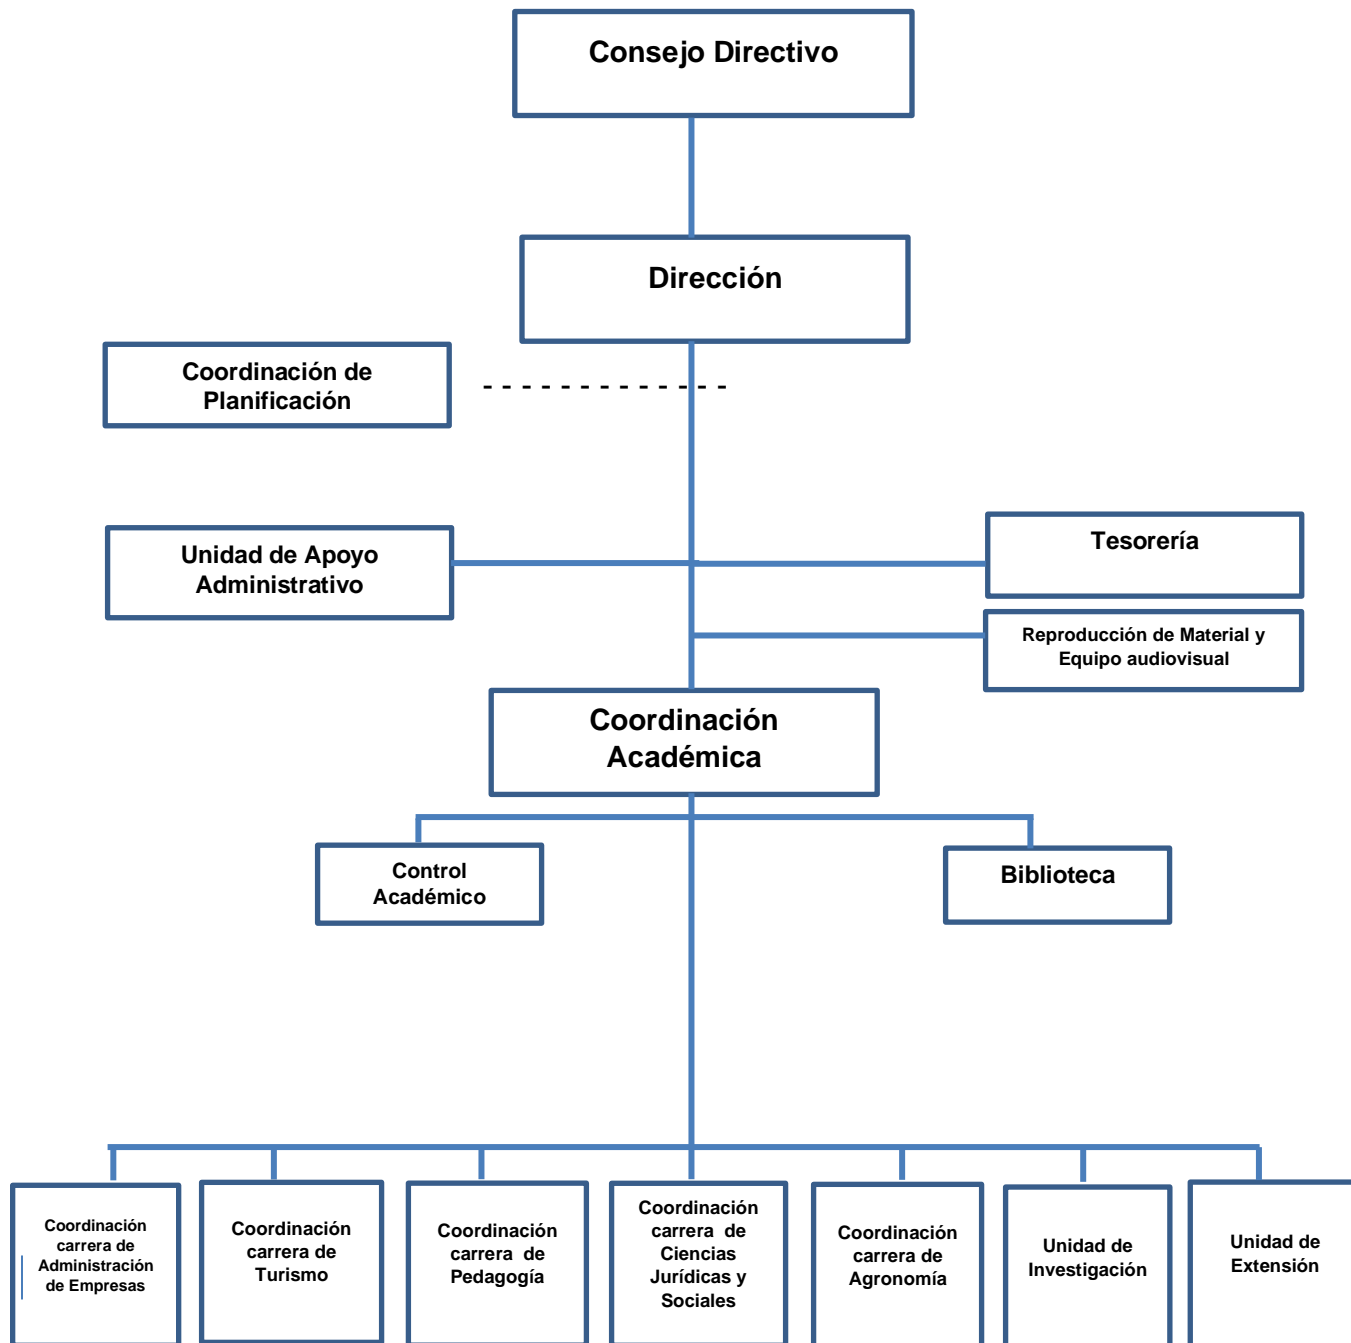 Consejo Directivo
Dirección
Coordinación de
Planificación
Unidad de Apoyo
Administrativo
Tesorería
Reproducción de Material y
Equipo audiovisual
Coordinación
Académica
Control
Académico
Biblioteca
Coordinación
carrera de
Administración
de Empresas
Coordinación
carrera de
Turismo
Coordinación
carrera de
Pedagogía
Coordinación
carrera de
Ciencias
Jurídicas y
Sociales
Coordinación
carrera de
Agronomía
Unidad de
Investigación
Unidad de
Extensión